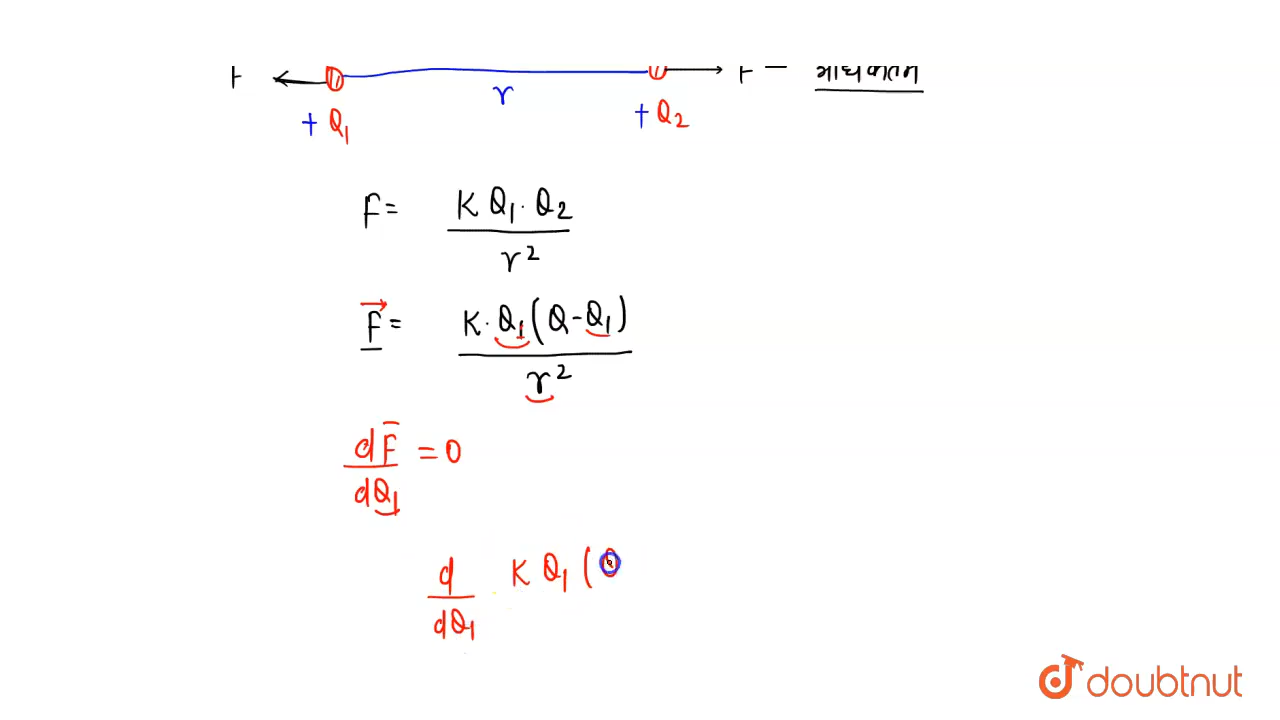 r
+ Q₁ + Q₂
F = K Q₁ · Q₂ / r²
F⃗ = K · Q₁ (Q - Q₁) / r²
dF̄ / dQ₁ = 0
d / dQ₁ K Q₁ ( Q
doubtnut